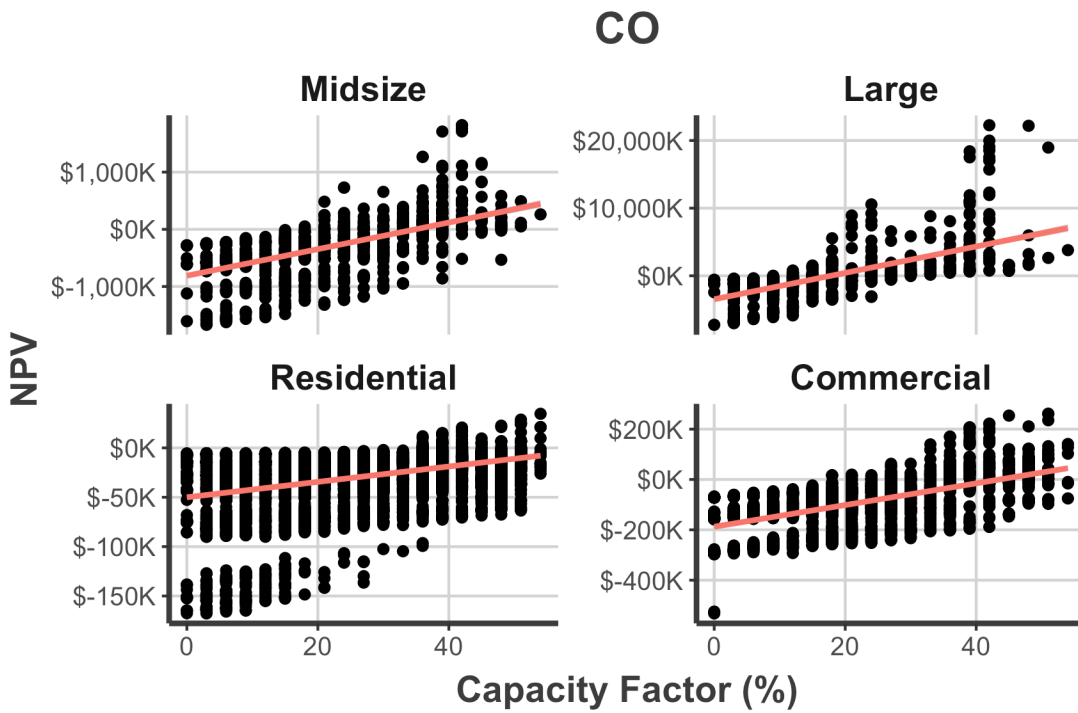 CO
Midsize
Large
$1,000K
$0K
$-1,000K
$20,000K
$10,000K
$0K
NPV
Residential
Commercial
$0K
$-50K
$-100K
$-150K
$200K
$0K
$-200K
$-400K
0 20 40
0 20 40
Capacity Factor (%)